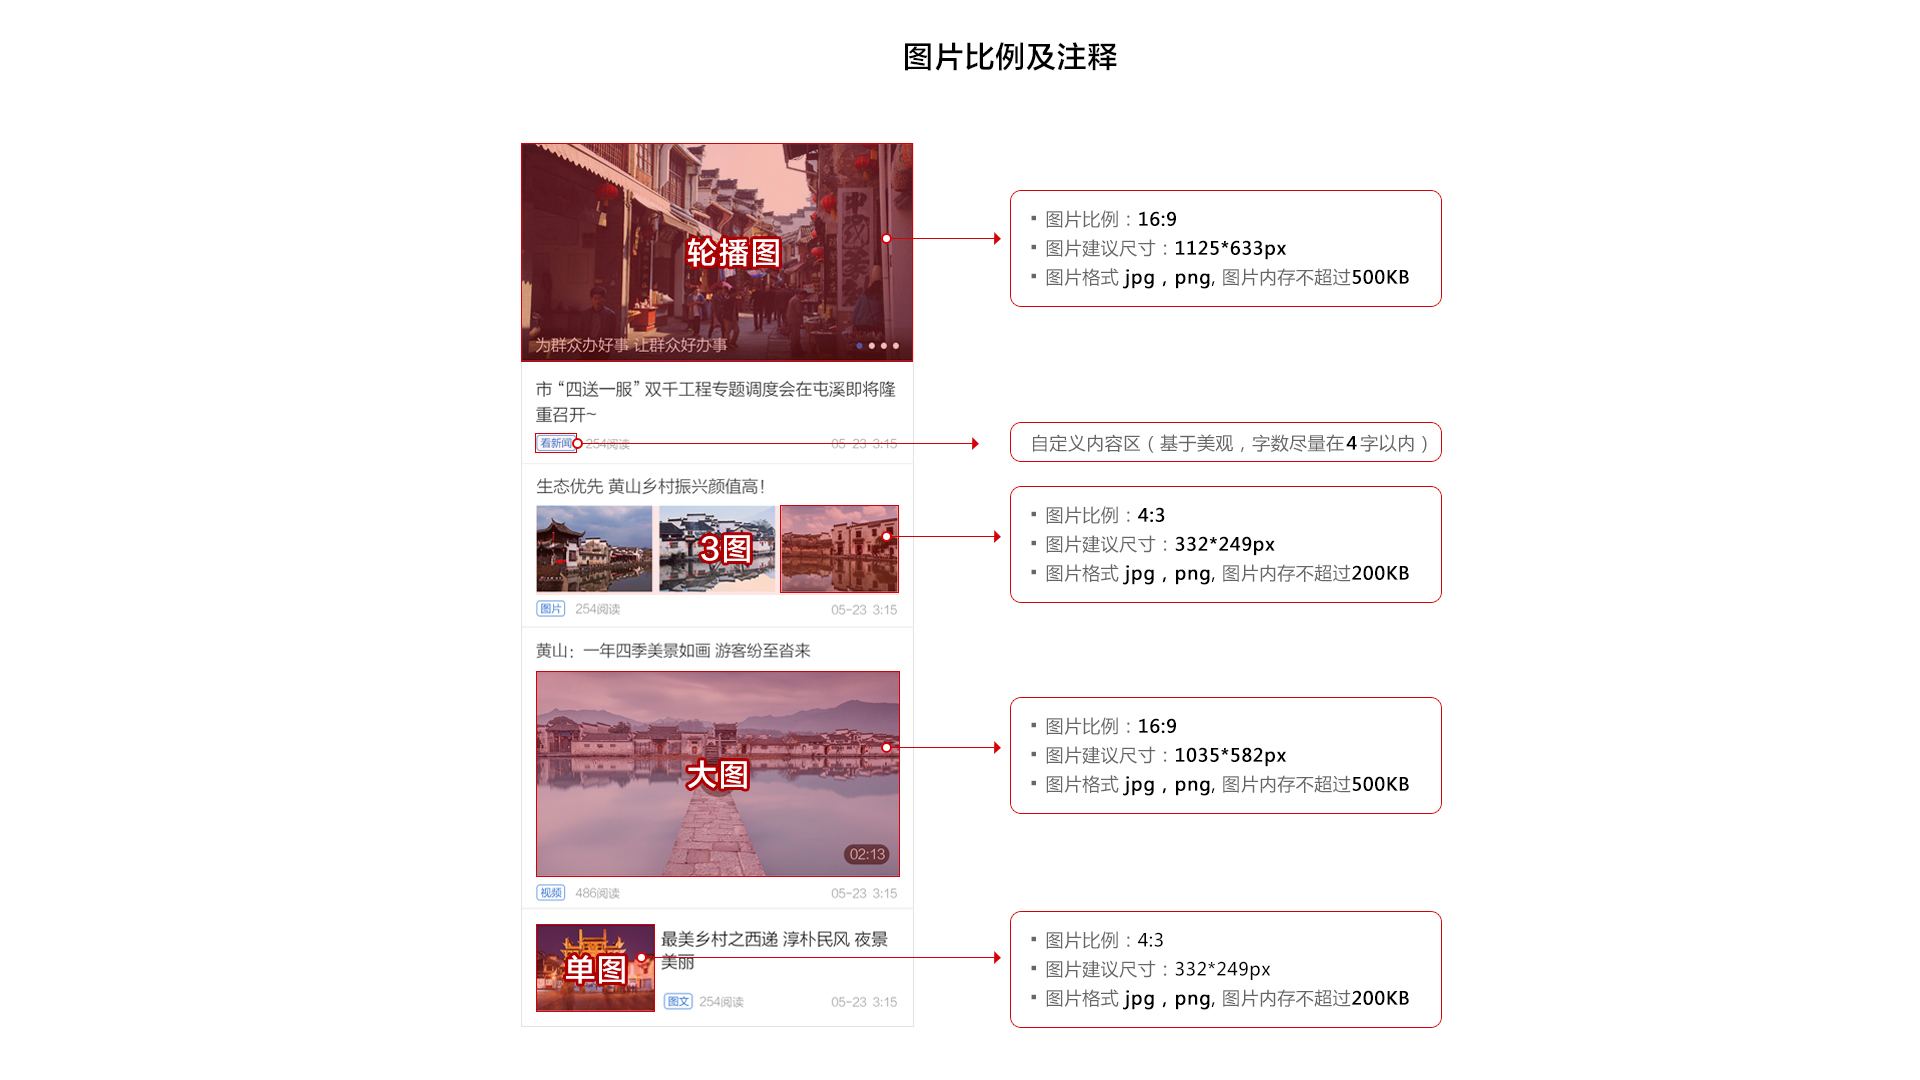 图片比例及注释
轮播图
为群众办好事 让群众好办事
图片比例：16:9
图片建议尺寸：1125*633px
图片格式 jpg，png, 图片内存不超过500KB
市“四送一服”双千工程专题调度会在屯溪即将隆
重召开~
看新闻 254阅读 05-23 3:15
自定义内容区（基于美观，字数尽量在4字以内）
生态优先 黄山乡村振兴颜值高！
3图
图片 254阅读 05-23 3:15
图片比例：4:3
图片建议尺寸：332*249px
图片格式 jpg，png, 图片内存不超过200KB
黄山：一年四季美景如画 游客纷至沓来
大图
02:13
视频 486阅读 05-23 3:15
图片比例：16:9
图片建议尺寸：1035*582px
图片格式 jpg，png, 图片内存不超过500KB
单图
最美乡村之西递 淳朴民风 夜景
美丽
图文 254阅读 05-23 3:15
图片比例：4:3
图片建议尺寸：332*249px
图片格式 jpg，png, 图片内存不超过200KB